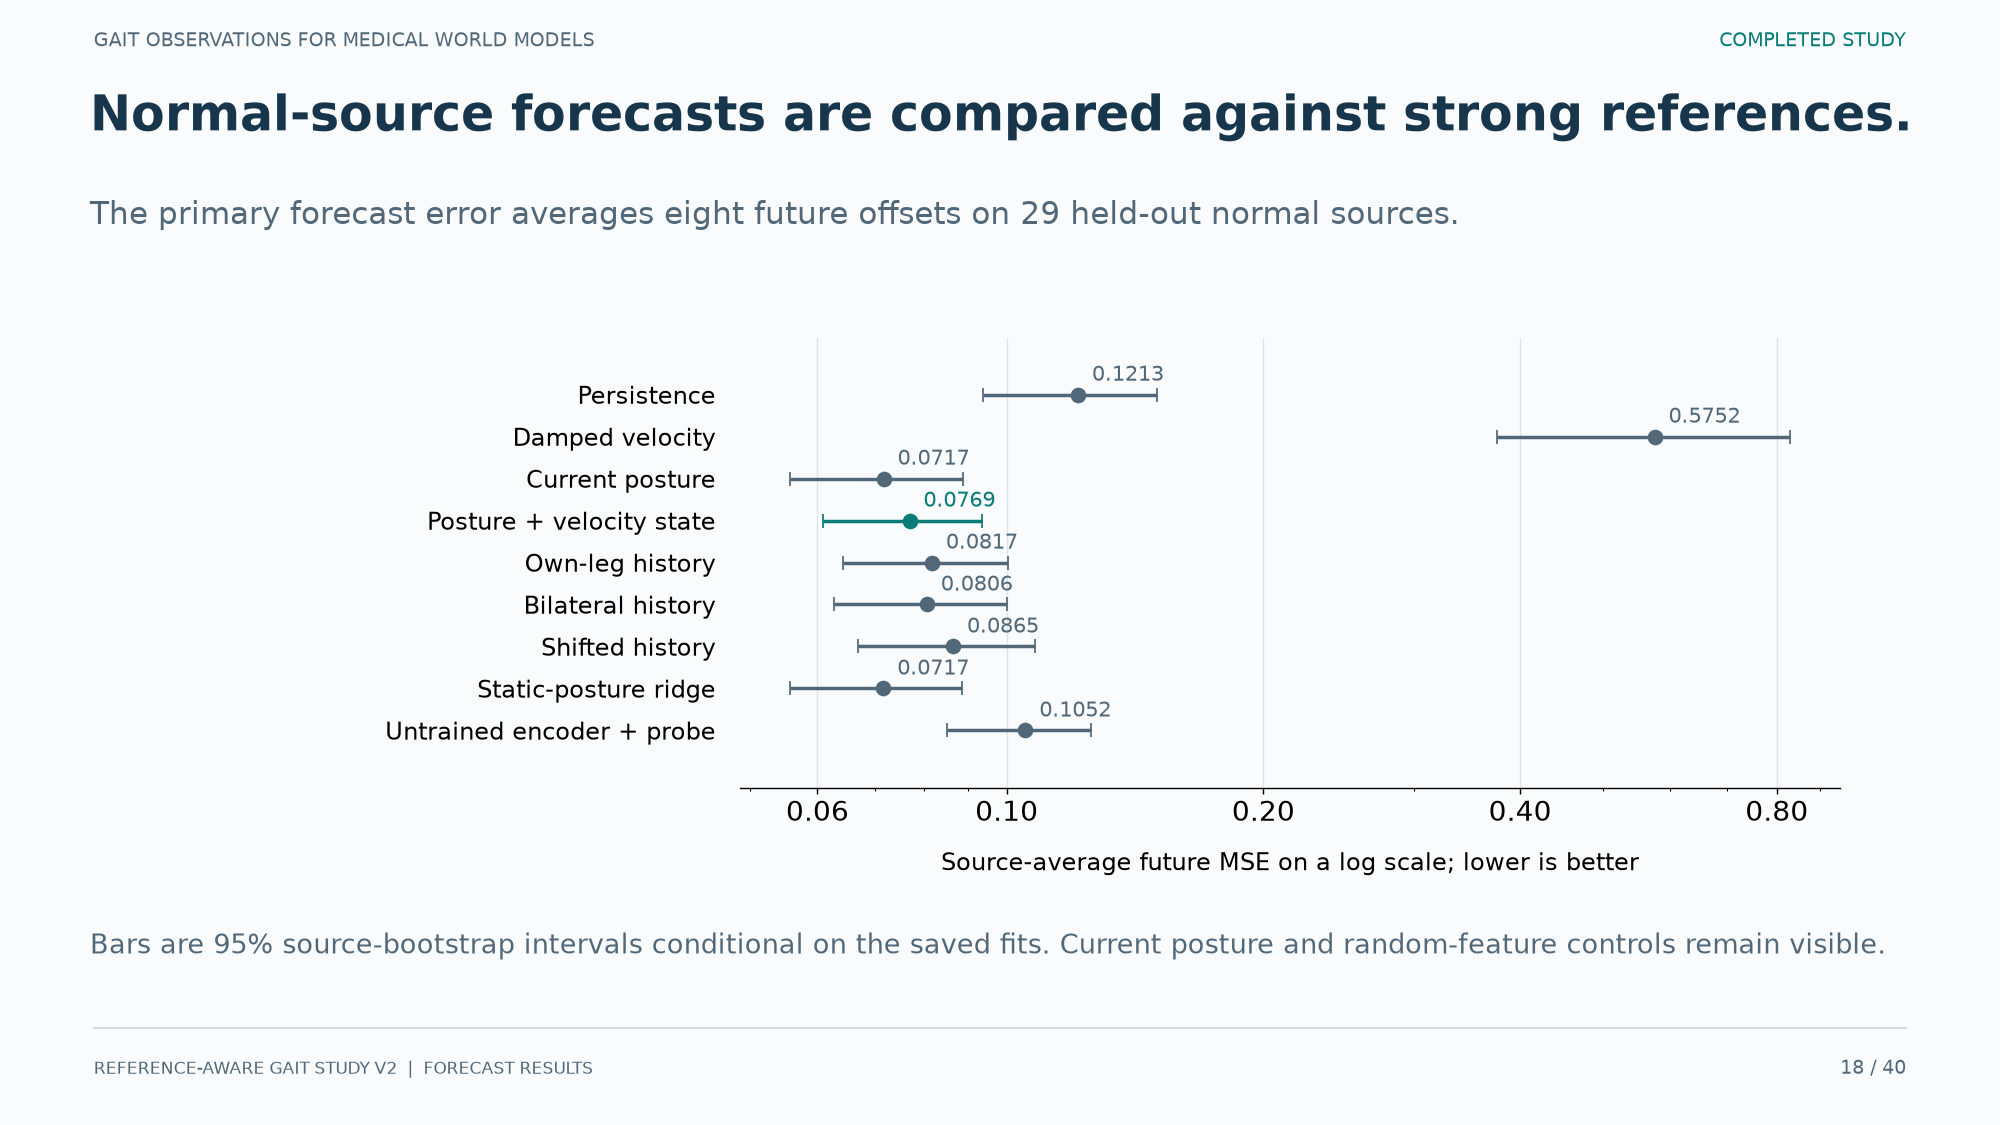 GAIT OBSERVATIONS FOR MEDICAL WORLD MODELS
COMPLETED STUDY
Normal-source forecasts are compared against strong references.
The primary forecast error averages eight future offsets on 29 held-out normal sources.
Persistence 0.1213
Damped velocity 0.5752
Current posture 0.0717
Posture + velocity state 0.0769
Own-leg history 0.0817
Bilateral history 0.0806
Shifted history 0.0865
Static-posture ridge 0.0717
Untrained encoder + probe 0.1052
0.06 0.10 0.20 0.40 0.80
Source-average future MSE on a log scale; lower is better
Bars are 95% source-bootstrap intervals conditional on the saved fits. Current posture and random-feature controls remain visible.
REFERENCE-AWARE GAIT STUDY V2 | FORECAST RESULTS
18 / 40